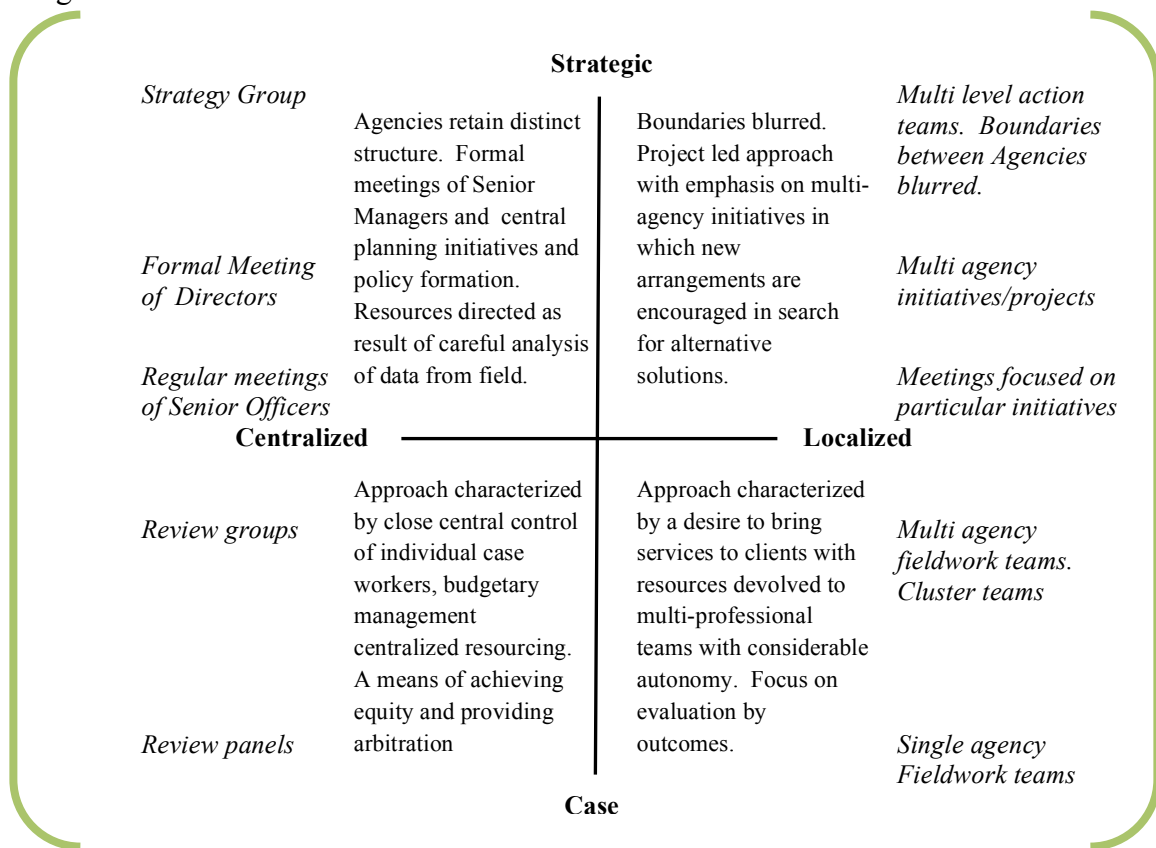 Strategic
Strategy Group
Agencies retain distinct
structure. Formal
meetings of Senior
Managers and central
planning initiatives and
policy formation.
Resources directed as
result of careful analysis
of data from field.
Boundaries blurred.
Project led approach
with emphasis on multi-
agency initiatives in
which new
arrangements are
encouraged in search
for alternative
solutions.
Multi level action
teams. Boundaries
between Agencies
blurred.
Formal Meeting
of Directors
Multi agency
initiatives/projects
Regular meetings
of Senior Officers
Meetings focused on
particular initiatives
Centralized
Localized
Review groups
Approach characterized
by close central control
of individual case
workers, budgetary
management
centralized resourcing.
A means of achieving
equity and providing
arbitration
Approach characterized
by a desire to bring
services to clients with
resources devolved to
multi-professional
teams with considerable
autonomy. Focus on
evaluation by
outcomes.
Multi agency
fieldwork teams.
Cluster teams
Review panels
Single agency
Fieldwork teams
Case